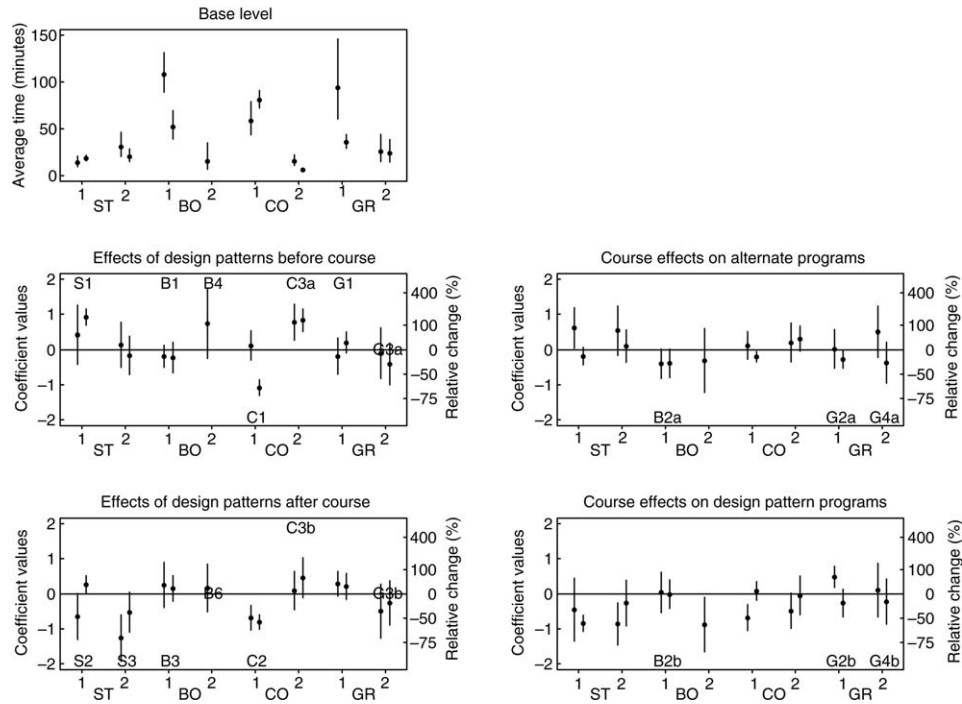 Base level
Average time (minutes)
150
100
50
0
1 2 1 2 1 2 1 2
ST BO CO GR
Effects of design patterns before course
Coefficient values
2
1
0
−1
−2
S1 B1 B4 C3a G1
G3a
C1
400
100
0
−50
−75
Relative change (%)
1 2 1 2 1 2 1 2
ST BO CO GR
Course effects on alternate programs
Coefficient values
2
1
0
−1
−2
B2a G2a G4a
400
100
0
−50
−75
Relative change (%)
1 2 1 2 1 2 1 2
ST BO CO GR
Effects of design patterns after course
Coefficient values
2
1
0
−1
−2
C3b
B6 G3b
S2 S3 B3 C2
400
100
0
−50
−75
Relative change (%)
1 2 1 2 1 2 1 2
ST BO CO GR
Course effects on design pattern programs
Coefficient values
2
1
0
−1
−2
B2b G2b G4b
400
100
0
−50
−75
Relative change (%)
1 2 1 2 1 2 1 2
ST BO CO GR